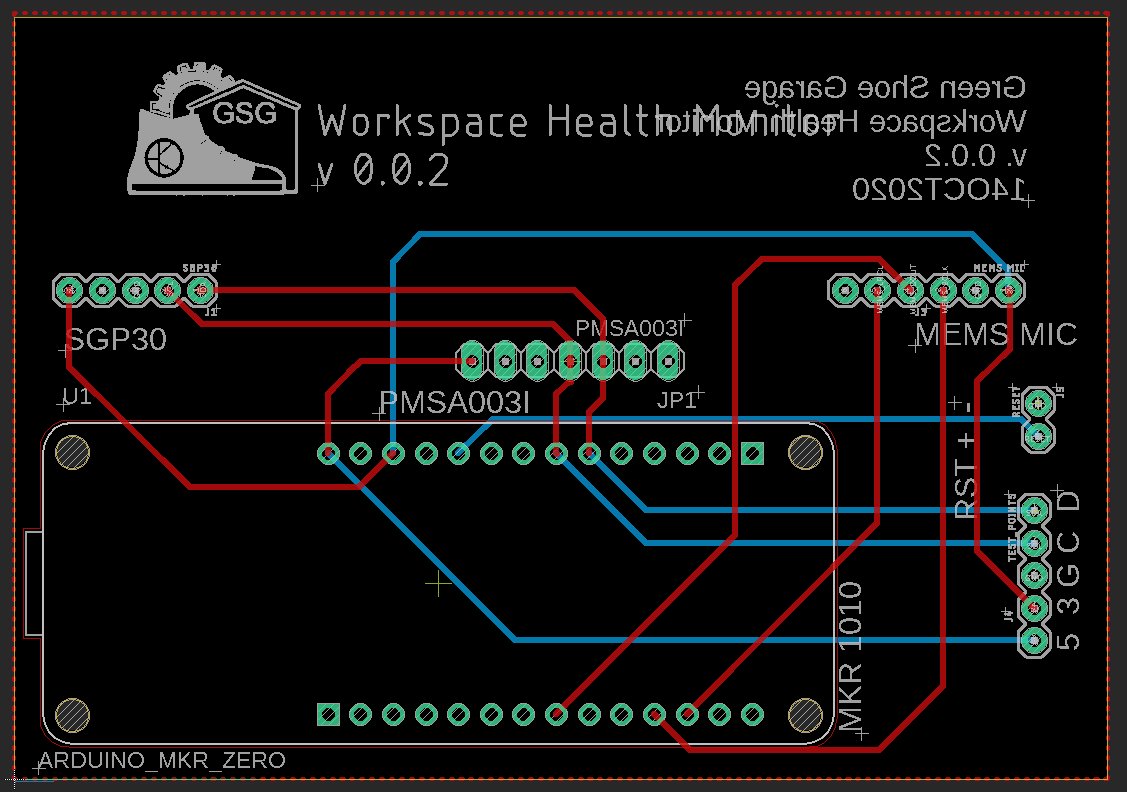 GSG
Workspace Health Monitor
v 0.0.2
Green Shoe Garage
Workspace Health Monitor
v. 0.0.2
14OCT2020
SGP30
J1
SGP30
MEMS MIC
J3
MEMS MIC
PMSA003I
PMSA003I
JP1
U1
RESET
J5
RST + -
TEST POINTS
J4
D
C
G
3
5
MKR 1010
ARDUINO_MKR_ZERO